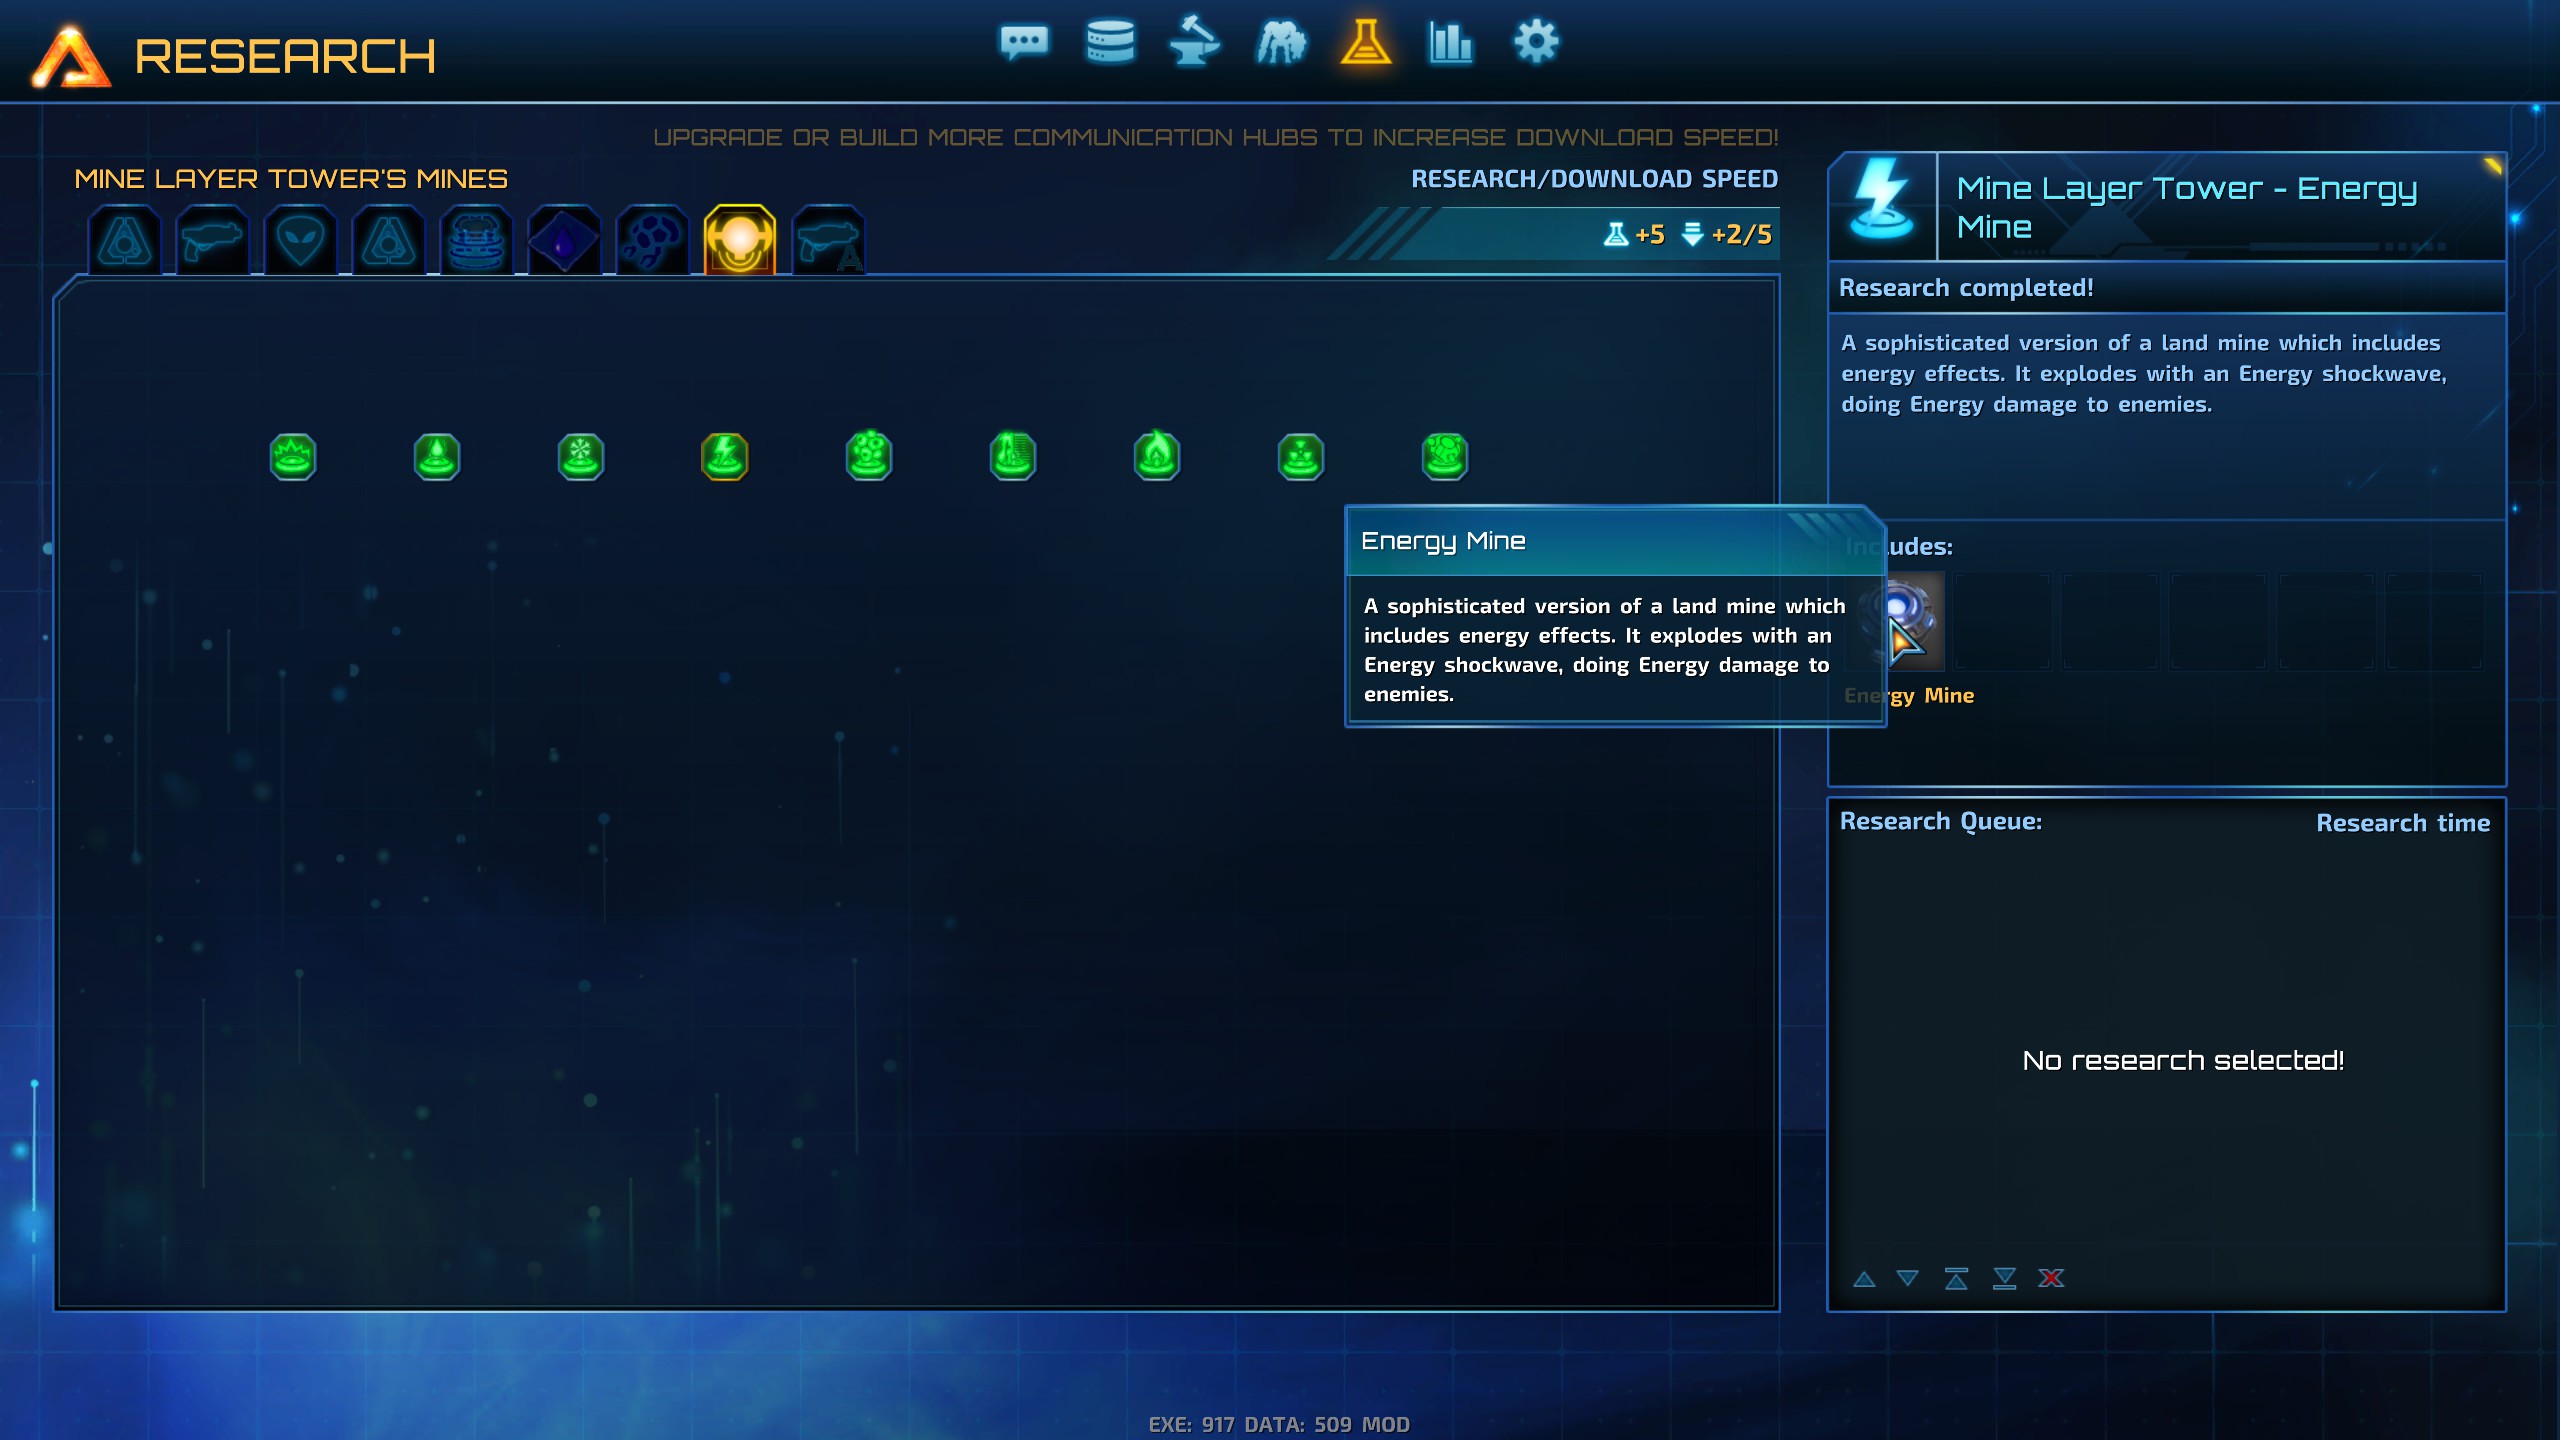 RESEARCH
UPGRADE OR BUILD MORE COMMUNICATION HUBS TO INCREASE DOWNLOAD SPEED!
MINE LAYER TOWER'S MINES
RESEARCH/DOWNLOAD SPEED
+5 +2/5
A
Mine Layer Tower - Energy
Mine
Research completed!
A sophisticated version of a land mine which includes
energy effects. It explodes with an Energy shockwave,
doing Energy damage to enemies.
Includes:
Energy Mine
Energy Mine
A sophisticated version of a land mine which
includes energy effects. It explodes with an
Energy shockwave, doing Energy damage to
enemies.
Research Queue:
Research time
No research selected!
EXE: 917 DATA: 509 MOD